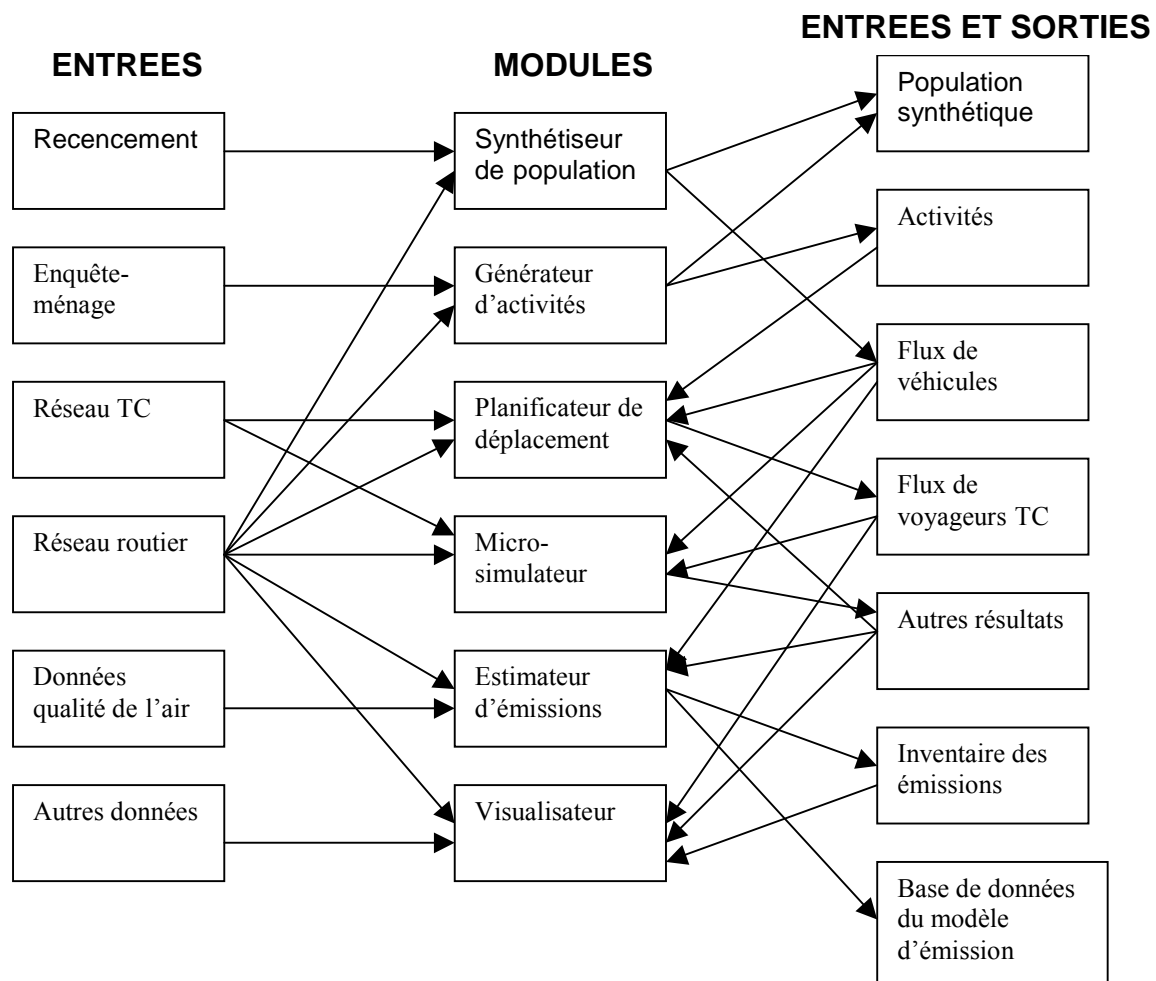 ENTREES ET SORTIES
ENTREES
MODULES
Recencement
Synthétiseur
de population
Population
synthétique
Enquête-
ménage
Générateur
d'activités
Activités
Réseau TC
Planificateur de
déplacement
Flux de
véhicules
Réseau routier
Micro-
simulateur
Flux de
voyageurs TC
Données
qualité de l'air
Estimateur
d'émissions
Autres résultats
Autres données
Visualisateur
Inventaire des
émissions
Base de données
du modèle
d'émission